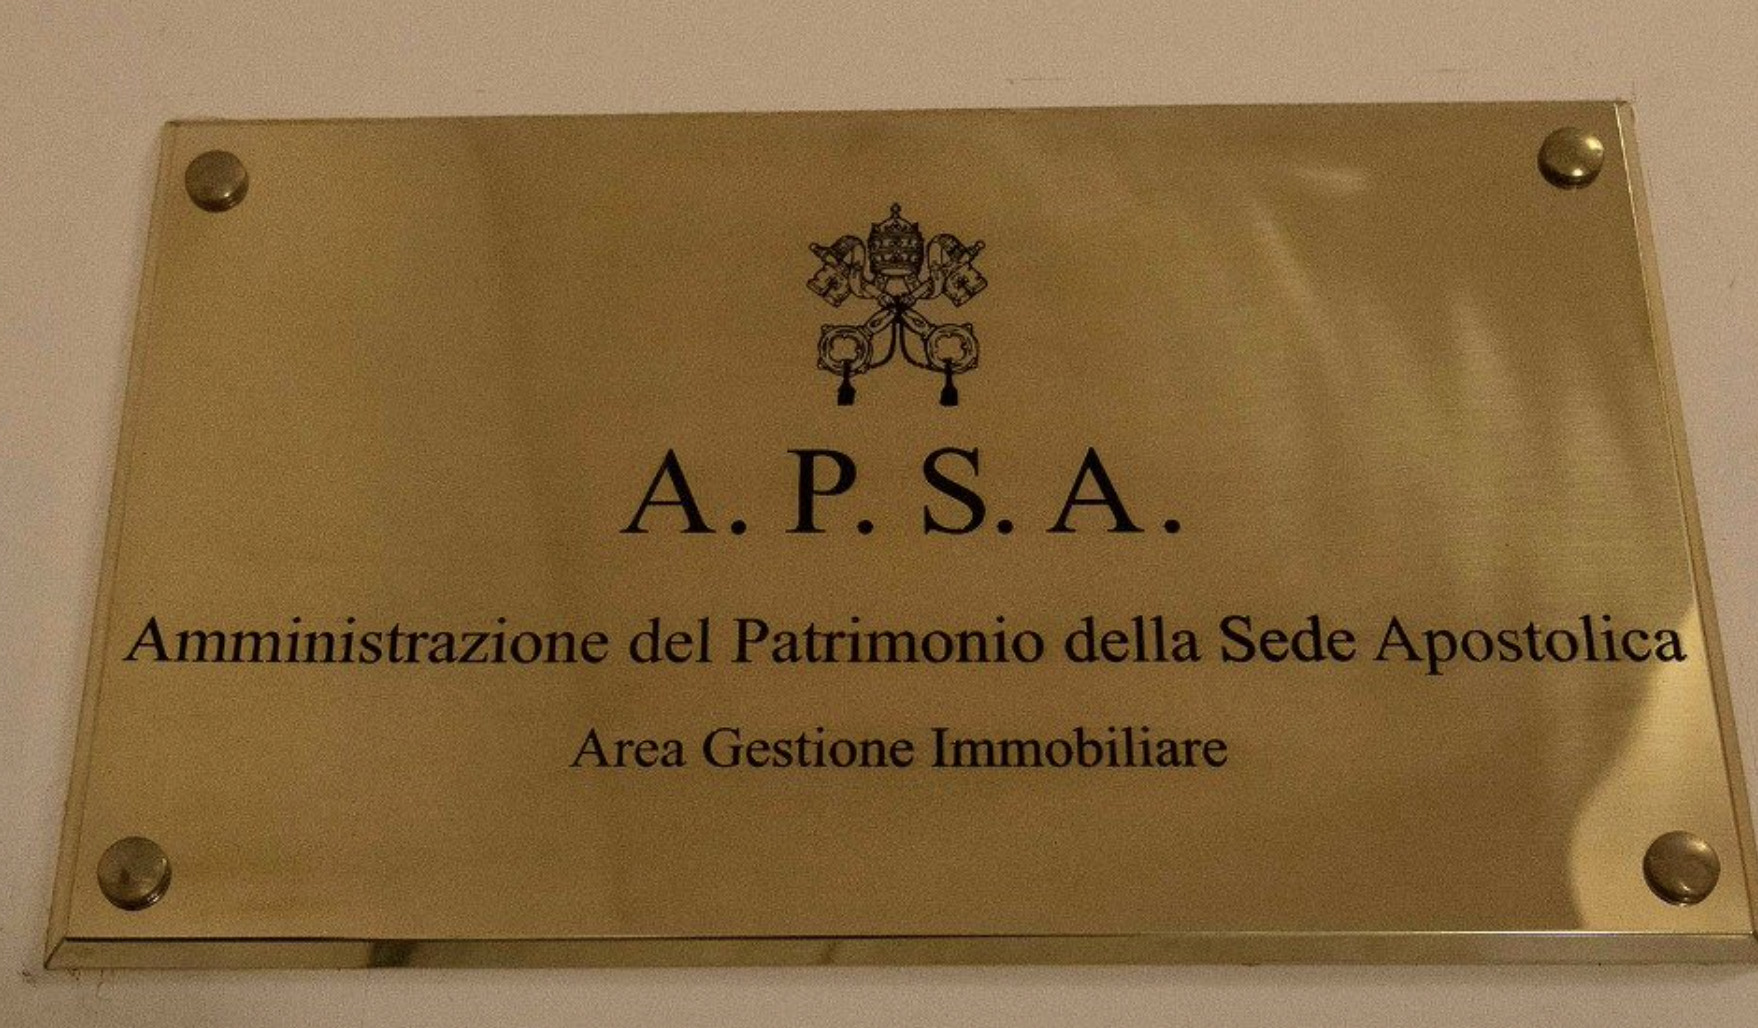 A. P. S. A.
Amministrazione del Patrimonio della Sede Apostolica
Area Gestione Immobiliare